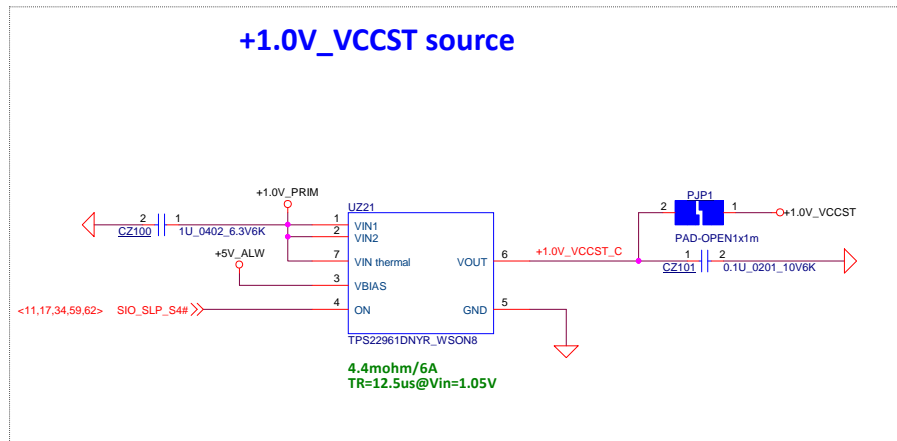 +1.0V_VCCST source
+1.0V_PRIM
UZ21
PJP1
2 1
CZ100 1U_0402_6.3V6K
1 VIN1
2 VIN2
2 1
+1.0V_VCCST
PAD-OPEN1x1m
+5V_ALW
7 VIN thermal
VOUT 6
+1.0V_VCCST_C
1 2
CZ101 0.1U_0201_10V6K
3 VBIAS
<11,17,34,59,62> SIO_SLP_S4#
4 ON
GND 5
TPS22961DNYR_WSON8
4.4mohm/6A
TR=12.5us@Vin=1.05V